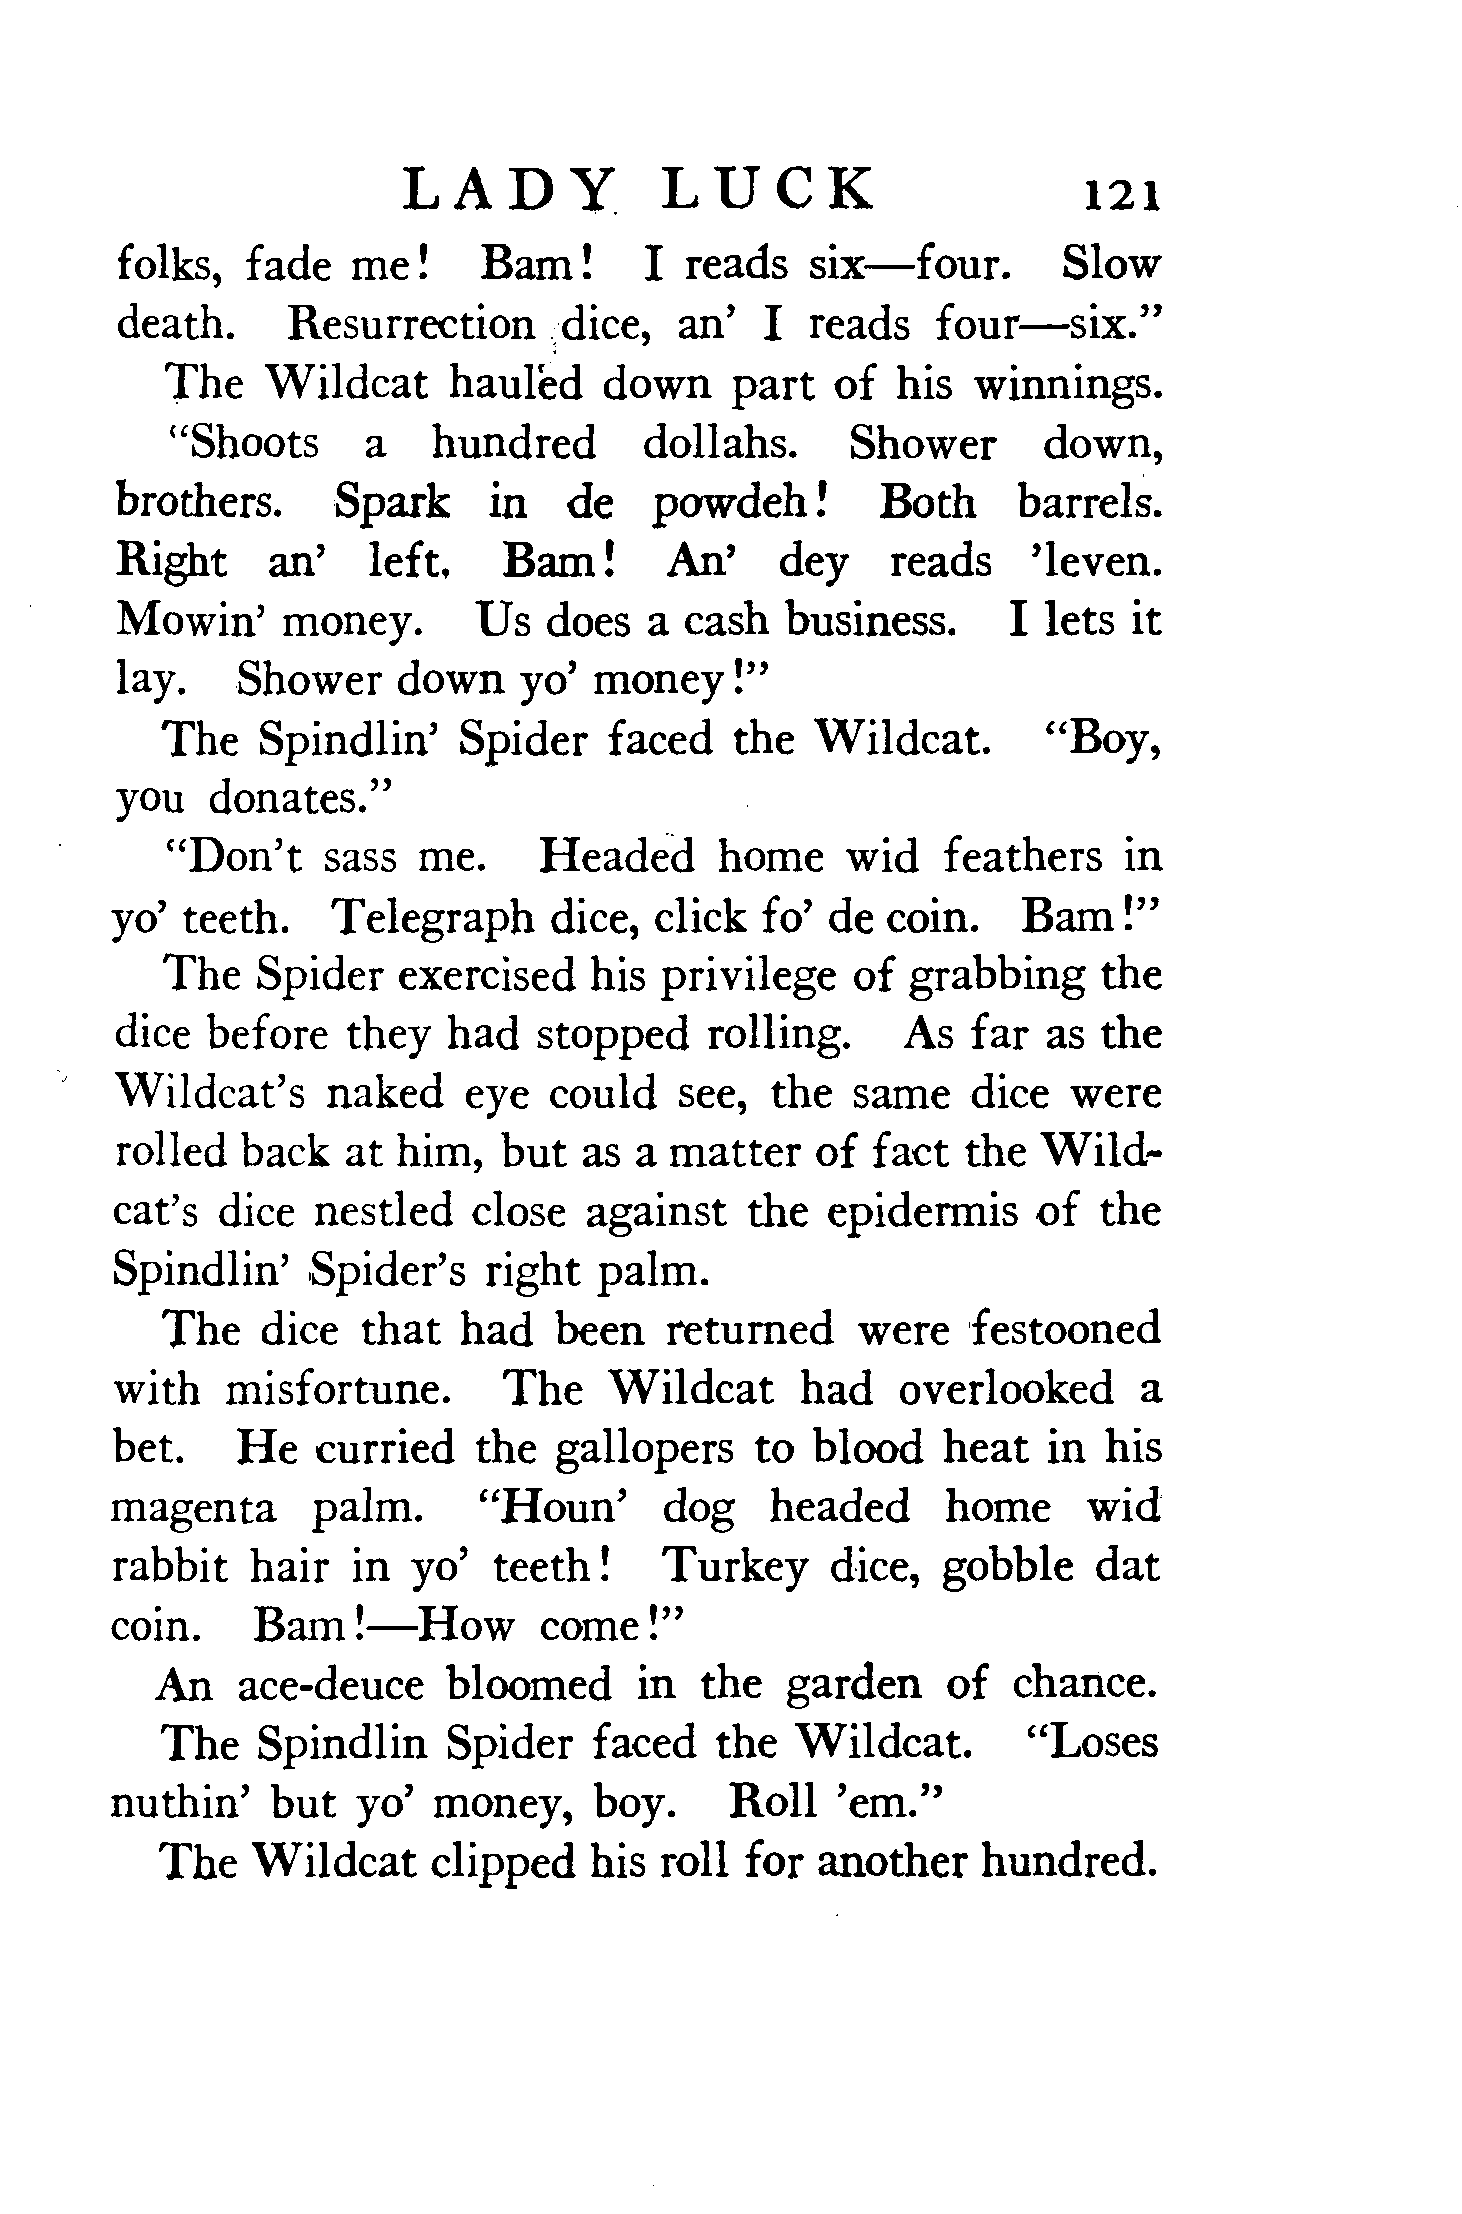 LADY LUCK 121
folks, fade me! Bam! I reads six—four. Slow
death. Resurrection dice, an' I reads four—six."
The Wildcat hauled down part of his winnings.
"Shoots a hundred dollahs. Shower down,
brothers. Spark in de powdeh! Both barrels.
Right an' left. Bam! An' dey reads 'leven.
Mowin' money. Us does a cash business. I lets it
lay. Shower down yo' money!"
The Spindlin' Spider faced the Wildcat. "Boy,
you donates."
"Don't sass me. Headed home wid feathers in
yo' teeth. Telegraph dice, click fo' de coin. Bam!"
The Spider exercised his privilege of grabbing the
dice before they had stopped rolling. As far as the
Wildcat's naked eye could see, the same dice were
rolled back at him, but as a matter of fact the Wild-
cat's dice nestled close against the epidermis of the
Spindlin' Spider's right palm.
The dice that had been returned were festooned
with misfortune. The Wildcat had overlooked a
bet. He curried the gallopers to blood heat in his
magenta palm. "Houn' dog headed home wid
rabbit hair in yo' teeth! Turkey dice, gobble dat
coin. Bam!—How come!"
An ace-deuce bloomed in the garden of chance.
The Spindlin Spider faced the Wildcat. "Loses
nuthin' but yo' money, boy. Roll 'em."
The Wildcat clipped his roll for another hundred.